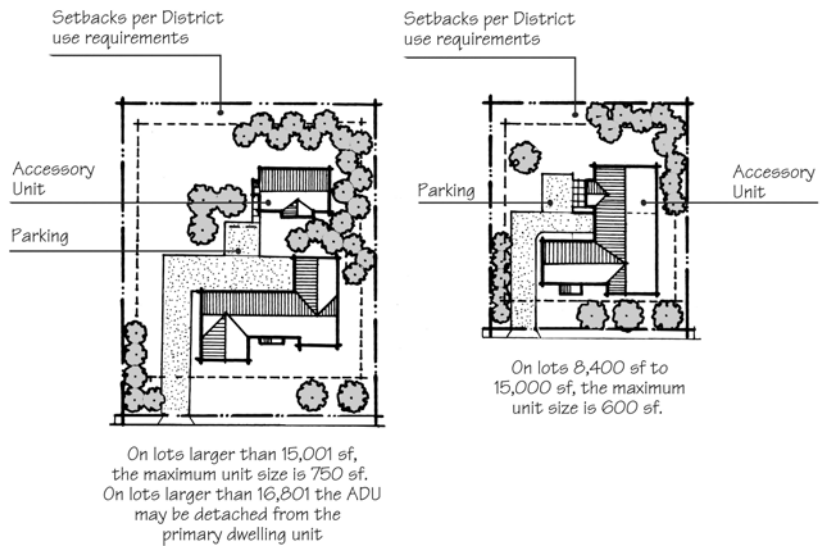 Setbacks per District
use requirements
Accessory
Unit
Parking
On lots larger than 15,001 sf,
the maximum unit size is 750 sf.
On lots larger than 16,801 the ADU
may be detached from the
primary dwelling unit
Setbacks per District
use requirements
Parking
Accessory
Unit
On lots 8,400 sf to
15,000 sf, the maximum
unit size is 600 sf.